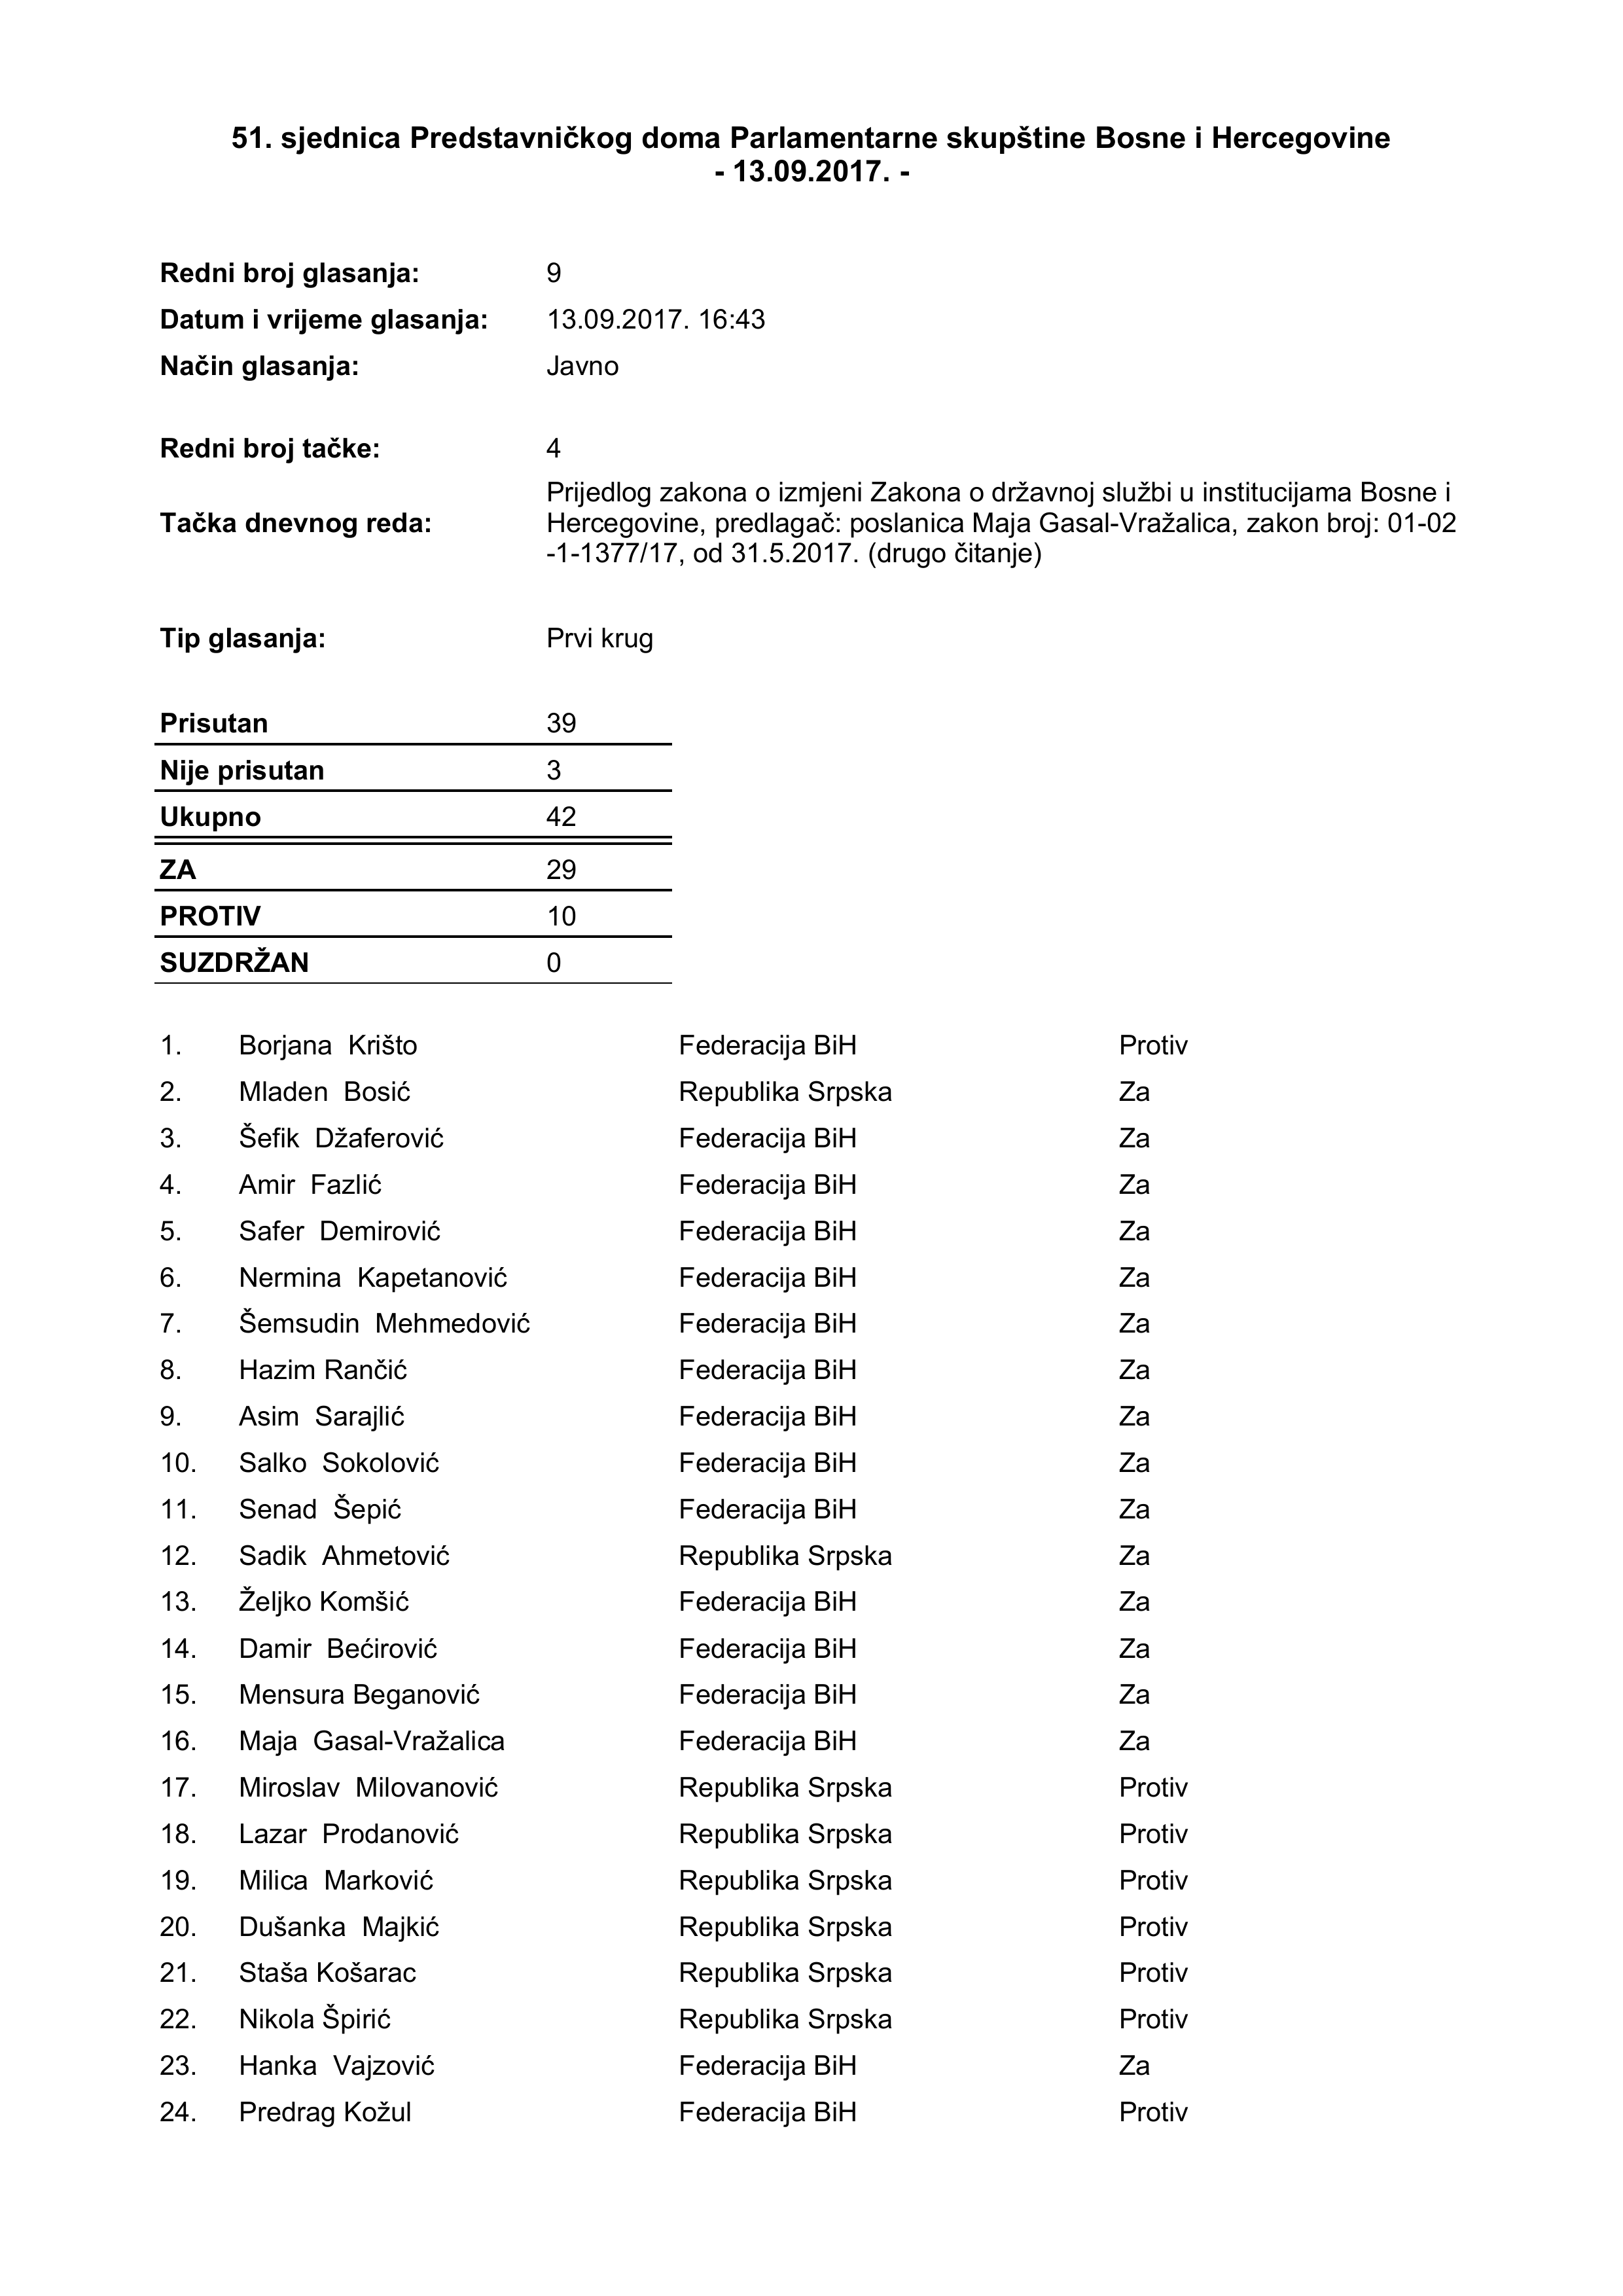 51. sjednica Predstavničkog doma Parlamentarne skupštine Bosne i Hercegovine
- 13.09.2017. -
Redni broj glasanja: 9
Datum i vrijeme glasanja: 13.09.2017. 16:43
Način glasanja: Javno
Redni broj tačke: 4
Tačka dnevnog reda: Prijedlog zakona o izmjeni Zakona o državnoj službi u institucijama Bosne i
Hercegovine, predlagač: poslanica Maja Gasal-Vražalica, zakon broj: 01-02
-1-1377/17, od 31.5.2017. (drugo čitanje)
Tip glasanja: Prvi krug
Prisutan 39
Nije prisutan 3
Ukupno 42
ZA 29
PROTIV 10
SUZDRŽAN 0
1. Borjana Krišto Federacija BiH Protiv
2. Mladen Bosić Republika Srpska Za
3. Šefik Džaferović Federacija BiH Za
4. Amir Fazlić Federacija BiH Za
5. Safer Demirović Federacija BiH Za
6. Nermina Kapetanović Federacija BiH Za
7. Šemsudin Mehmedović Federacija BiH Za
8. Hazim Rančić Federacija BiH Za
9. Asim Sarajlić Federacija BiH Za
10. Salko Sokolović Federacija BiH Za
11. Senad Šepić Federacija BiH Za
12. Sadik Ahmetović Republika Srpska Za
13. Željko Komšić Federacija BiH Za
14. Damir Bećirović Federacija BiH Za
15. Mensura Beganović Federacija BiH Za
16. Maja Gasal-Vražalica Federacija BiH Za
17. Miroslav Milovanović Republika Srpska Protiv
18. Lazar Prodanović Republika Srpska Protiv
19. Milica Marković Republika Srpska Protiv
20. Dušanka Majkić Republika Srpska Protiv
21. Staša Košarac Republika Srpska Protiv
22. Nikola Špirić Republika Srpska Protiv
23. Hanka Vajzović Federacija BiH Za
24. Predrag Kožul Federacija BiH Protiv